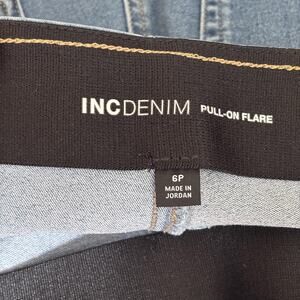 INCDENIM PULL-ON FLARE
6P
MADE IN
JORDAN